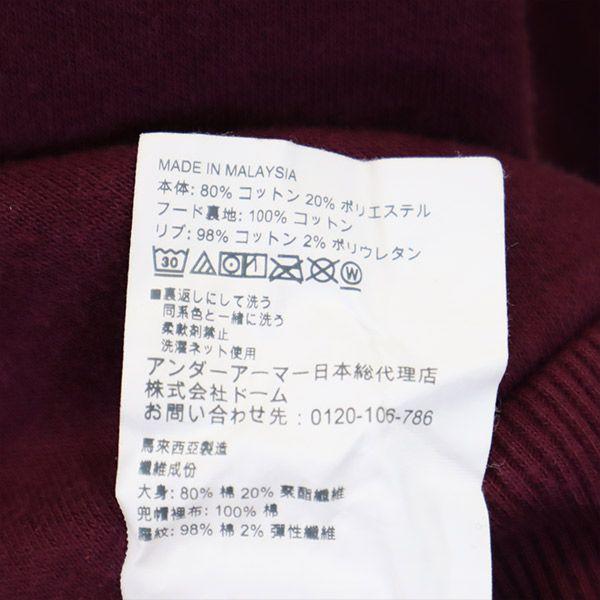 MADE IN MALAYSIA
本体: 80% コットン 20% ポリエステル
フード裏地: 100% コットン
リブ: 98% コットン 2% ポリウレタン
30 W
■裏返しにして洗う
同系色と一緒に洗う
柔軟剤禁止
洗濯ネット使用
アンダーアーマー日本総代理店
株式会社ドーム
お問い合わせ先：0120-106-786
馬來西亞製造
纖維成份
大身: 80% 棉 20% 聚酯纖維
兜帽裡布: 100% 棉
羅紋: 98% 棉 2% 彈性纖維